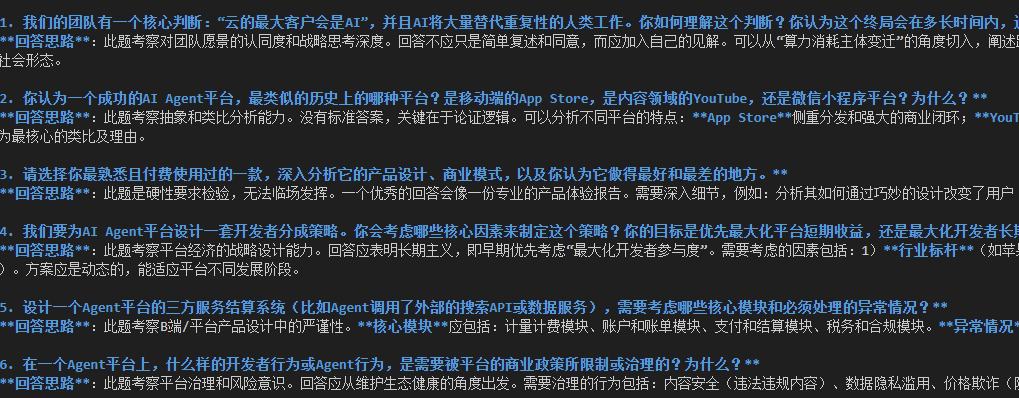 1. 我们的团队有一个核心判断：“云的最大客户会是AI”，并且AI将大量替代重复性的人类工作。你如何理解这个判断？你认为这个终局会在多长时间内，
**回答思路**：此题考察对团队愿景的认同度和战略思考深度。回答不应只是简单复述和同意，而应加入自己的见解。可以从“算力消耗主体变迁”的角度切入，阐述
社会形态。
2. 你认为一个成功的AI Agent平台，最类似的历史上的哪种平台？是移动端的App Store，是内容领域的YouTube，还是微信小程序平台？为什么？**
**回答思路**：此题考察抽象和类比分析能力。没有标准答案，关键在于论证逻辑。可以分析不同平台的特点：**App Store**侧重分发和强大的商业闭环；**YouT
为最核心的类比及理由。
3. 请选择你最熟悉且付费使用过的一款，深入分析它的产品设计、商业模式，以及你认为它做得最好和最差的地方。**
**回答思路**：此题是硬性要求检验，无法临场发挥。一个优秀的回答会像一份专业的产品体验报告。需要深入细节，例如：分析其如何通过巧妙的设计改变了用户
4. 我们要为AI Agent平台设计一套开发者分成策略。你会考虑哪些核心因素来制定这个策略？你的目标是优先最大化平台短期收益，还是最大化开发者长期
**回答思路**：此题考察平台经济的战略设计能力。回答应表明长期主义，即早期优先考虑“最大化开发者参与度”。需要考虑的因素包括：1）**行业标杆**（如苹果
）。方案应是动态的，能适应平台不同发展阶段。
5. 设计一个Agent平台的三方服务结算系统（比如Agent调用了外部的搜索API或数据服务），需要考虑哪些核心模块和必须处理的异常情况？**
**回答思路**：此题考察B端/平台产品设计中的严谨性。**核心模块**应包括：计量计费模块、账户和账单模块、支付和结算模块、税务和合规模块。**异常情况*
6. 在一个Agent平台上，什么样的开发者行为或Agent行为，是需要被平台的商业政策所限制或治理的？为什么？**
**回答思路**：此题考察平台治理和风险意识。回答应从维护生态健康的角度出发。需要治理的行为包括：内容安全（违法违规内容）、数据隐私滥用、价格欺诈（